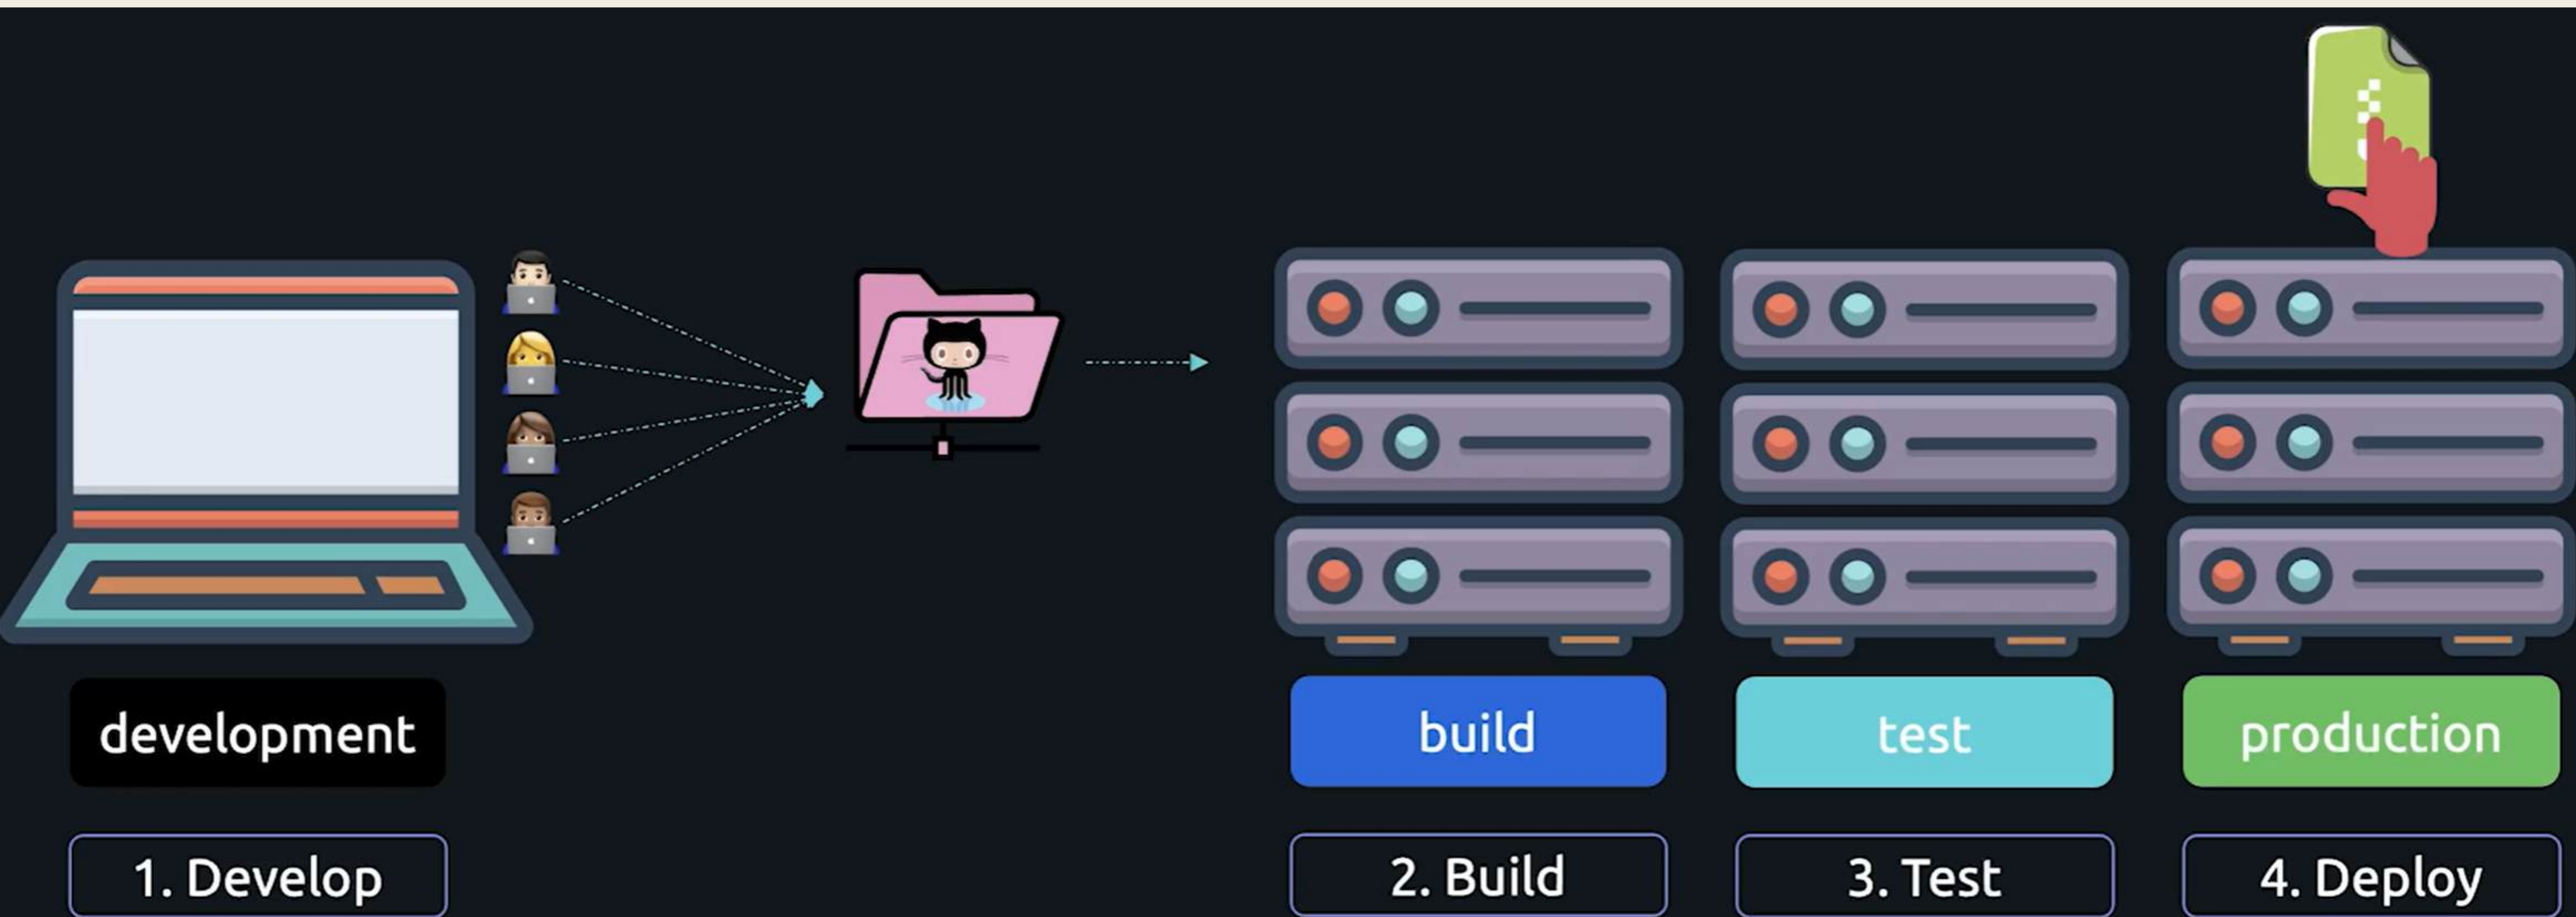 development
build
test
production
1. Develop
2. Build
3. Test
4. Deploy